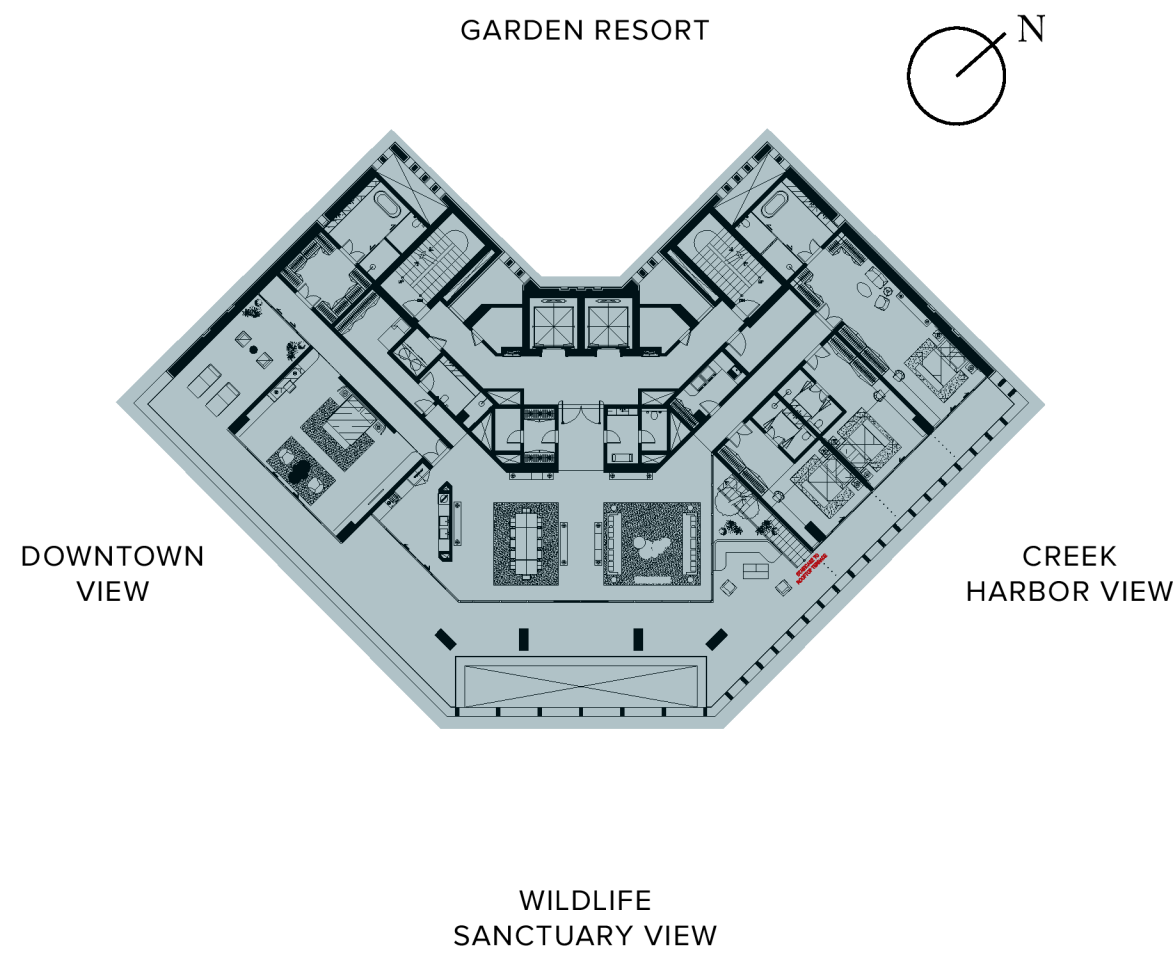 GARDEN RESORT
N
DOWNTOWN
VIEW
CREEK
HARBOR VIEW
WILDLIFE
SANCTUARY VIEW